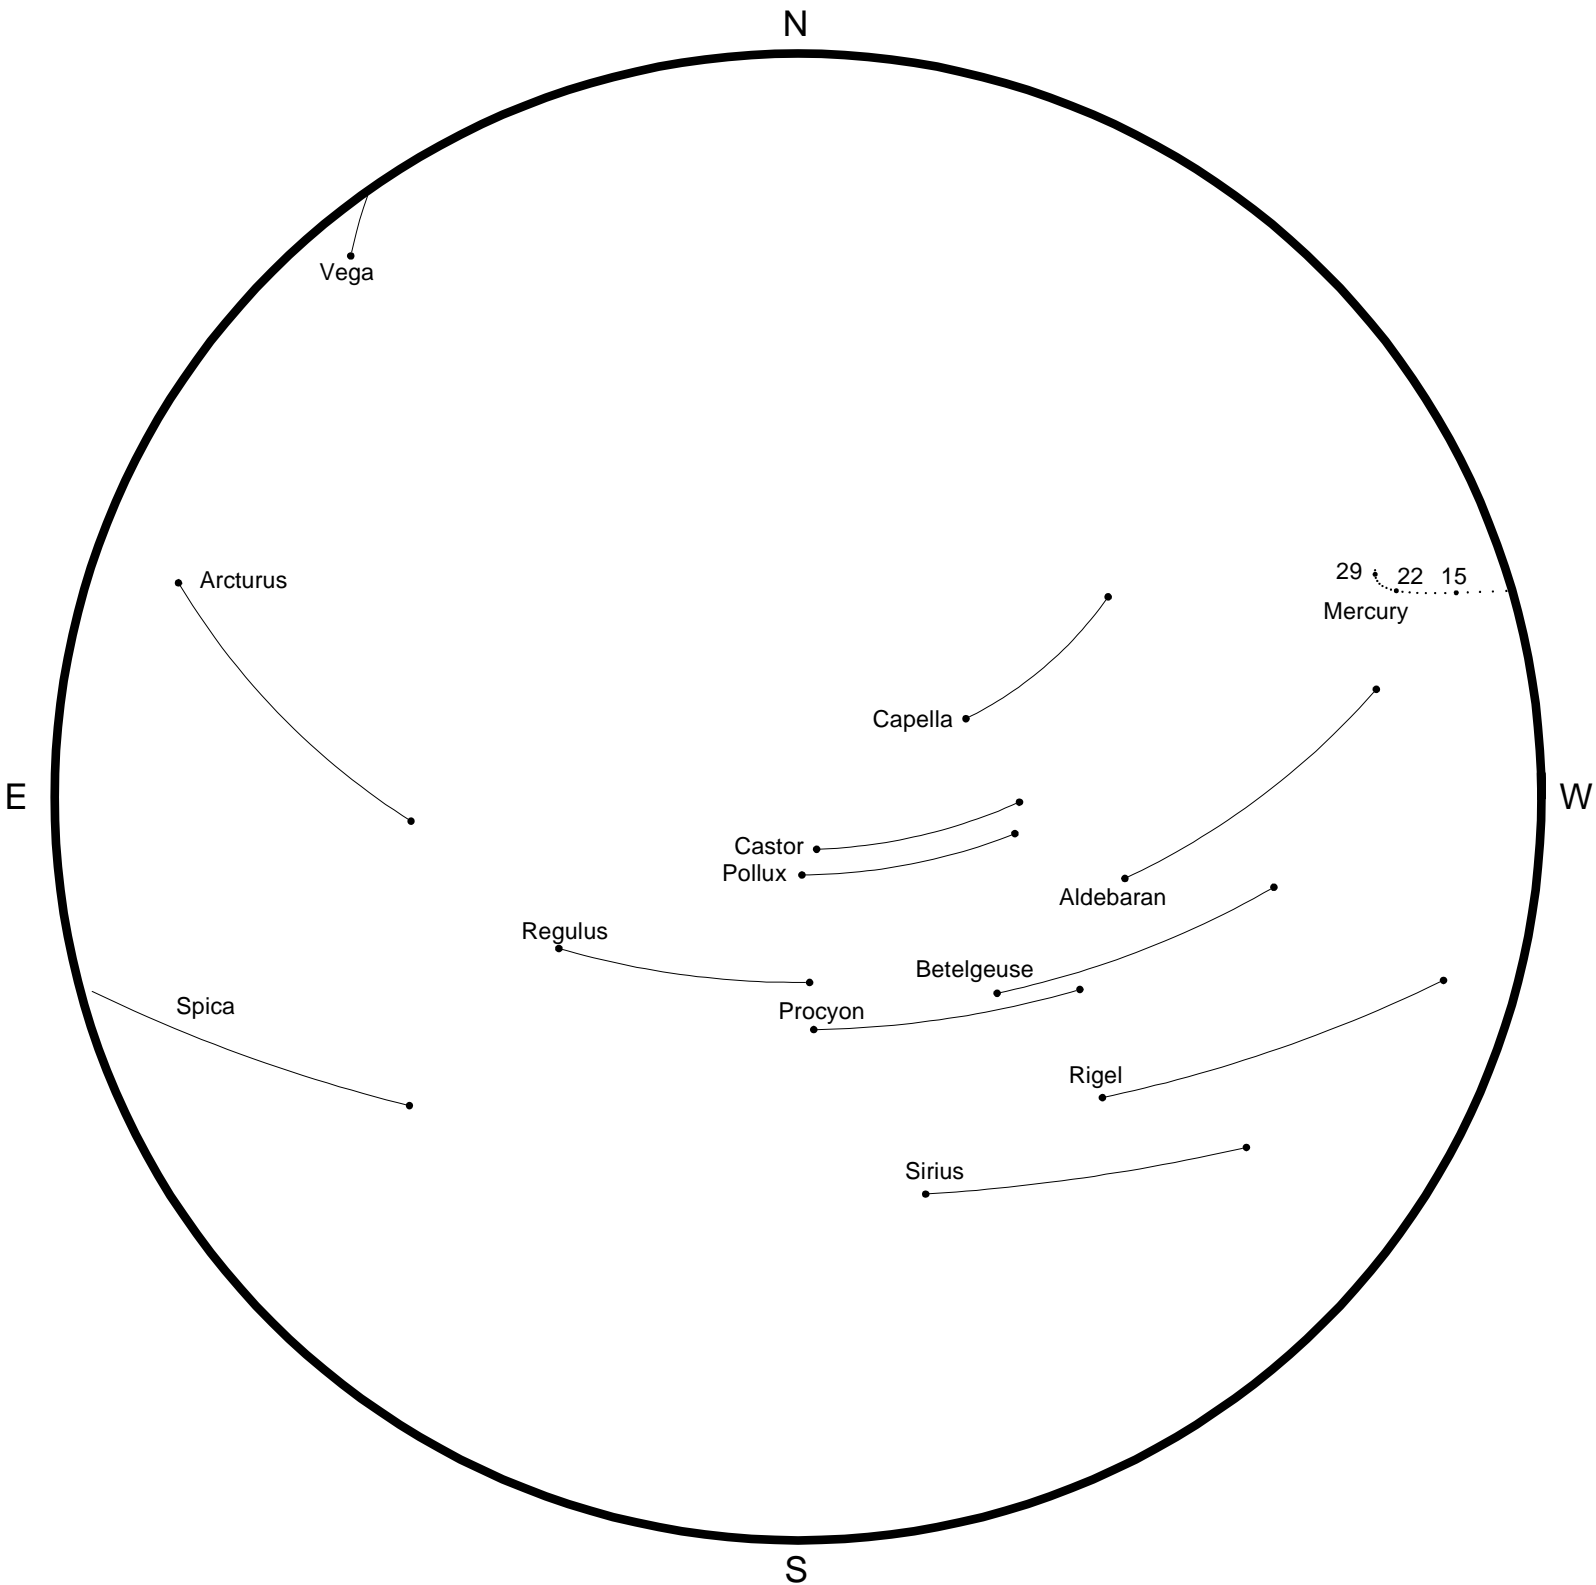 N
Vega
Arcturus
29 22 15
Mercury
Capella
E
W
Castor
Pollux
Aldebaran
Regulus
Betelgeuse
Spica
Procyon
Rigel
Sirius
S